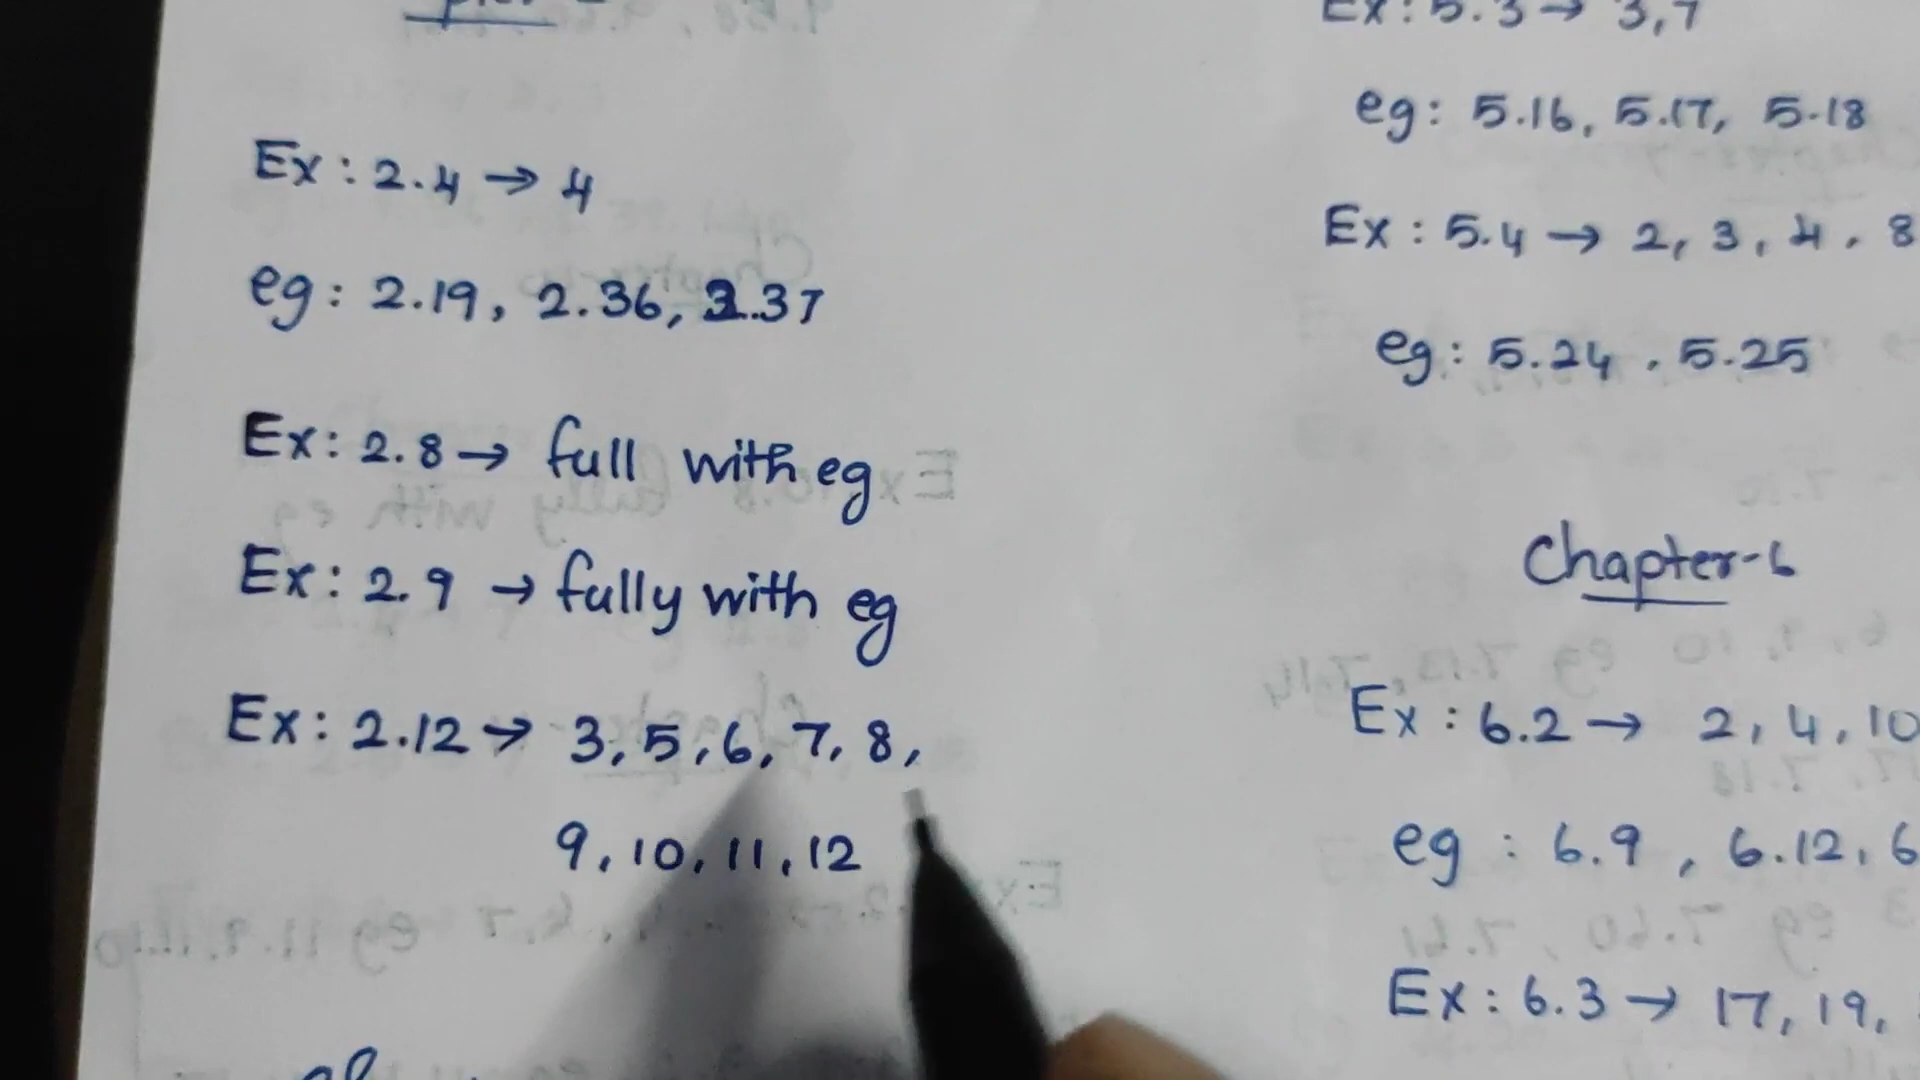 Ex : 2.4 → 4
eg : 2.19, 2.36, 2.37
Ex : 2.8 → full with eg
Ex : 2.9 → fully with eg
Ex : 2.12 → 3, 5, 6, 7, 8,
9, 10, 11, 12
Ex : 5.3 → 3, 7
eg : 5.16, 5.17, 5.18
Ex : 5.4 → 2, 3, 4, 8
eg : 5.24, 5.25
Chapter-6
Ex : 6.2 → 2, 4, 10
eg : 6.9, 6.12, 6
Ex : 6.3 → 17, 19,